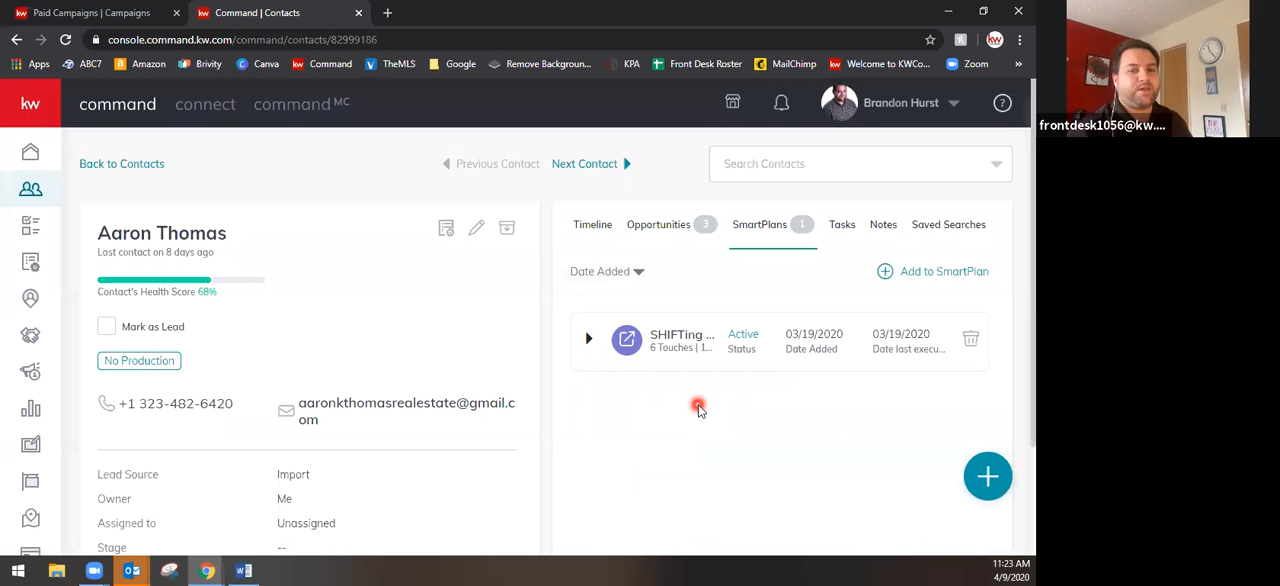 Paid Campaigns | Campaigns
Command | Contacts
console.command.kw.com/command/contacts/82999186
Apps
ABC7
Amazon
Brivity
Canva
Command
TheMLS
Google
Remove Backgroun...
KPA
Front Desk Roster
MailChimp
Welcome to KWCo...
Zoom
»
kw
command
connect
command MC
Brandon Hurst
frontdesk1056@kw....
Back to Contacts
Previous Contact
Next Contact
Search Contacts
Aaron Thomas
Last contact on 8 days ago
Contact's Health Score 68%
Mark as Lead
No Production
+1 323-482-6420
aaronkthomasrealestate@gmail.c
om
Lead Source Import
Owner Me
Assigned to Unassigned
Stage --
Timeline
Opportunities 3
SmartPlans 1
Tasks
Notes
Saved Searches
Date Added
Add to SmartPlan
SHIFTing ...
6 Touches | 1...
Active
Status
03/19/2020
Date Added
03/19/2020
Date last execu...
11:23 AM
4/9/2020